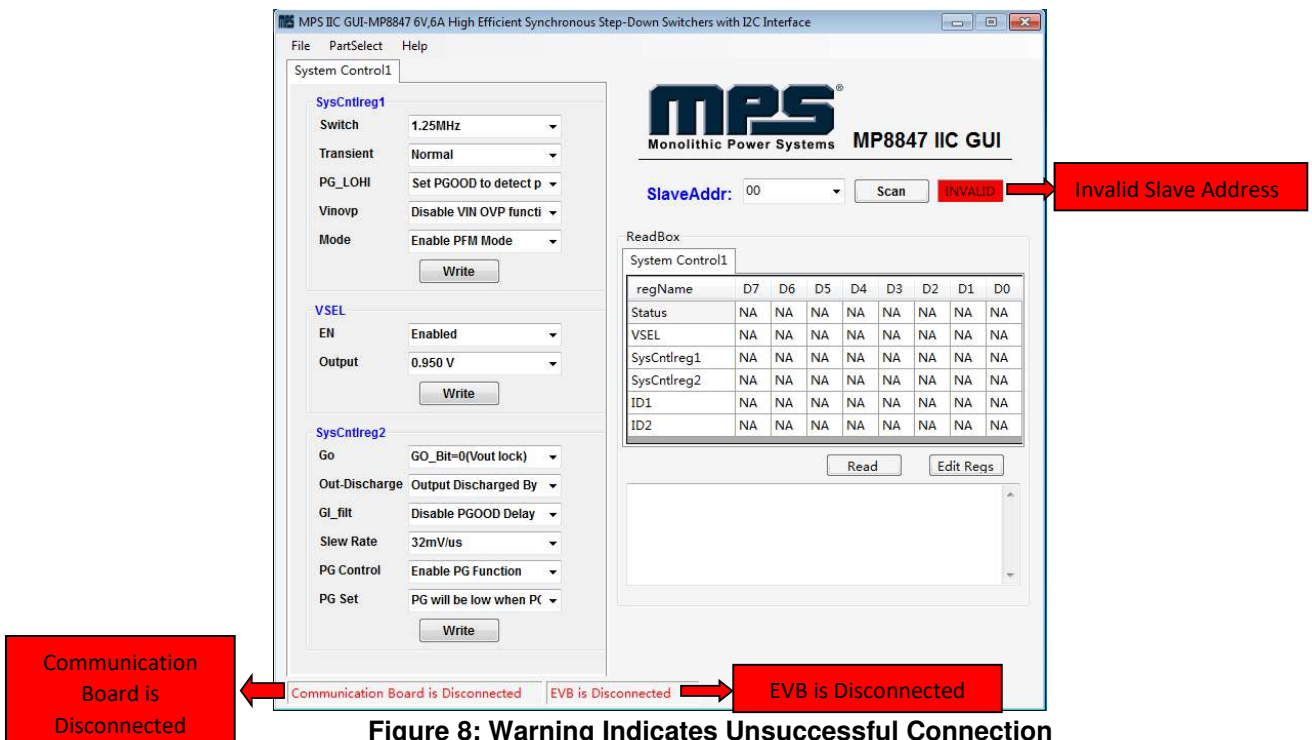 MPS IIC GUI-MP8847 6V,6A High Efficient Synchronous Step-Down Switchers with I2C Interface
File PartSelect Help
System Control1
SysCntlreg1
Switch 1.25MHz
Transient Normal
PG_LOHI Set PGOOD to detect p
Vinovp Disable VIN OVP functi
Mode Enable PFM Mode
Write
VSEL
EN Enabled
Output 0.950 V
Write
SysCntlreg2
Go GO_Bit=0(Vout lock)
Out-Discharge Output Discharged By
GI_filt Disable PGOOD Delay
Slew Rate 32mV/us
PG Control Enable PG Function
PG Set PG will be low when P(
Write
mps®
Monolithic Power Systems
MP8847 IIC GUI
SlaveAddr: 00 Scan INVALID
Invalid Slave Address
ReadBox
System Control1
regName D7 D6 D5 D4 D3 D2 D1 D0
Status NA NA NA NA NA NA NA NA
VSEL NA NA NA NA NA NA NA NA
SysCntlreg1 NA NA NA NA NA NA NA NA
SysCntlreg2 NA NA NA NA NA NA NA NA
ID1 NA NA NA NA NA NA NA NA
ID2 NA NA NA NA NA NA NA NA
Read Edit Regs
Communication Board is Disconnected EVB is Disconnected
Communication
Board is
Disconnected
EVB is Disconnected
Figure 8: Warning Indicates Unsuccessful Connection